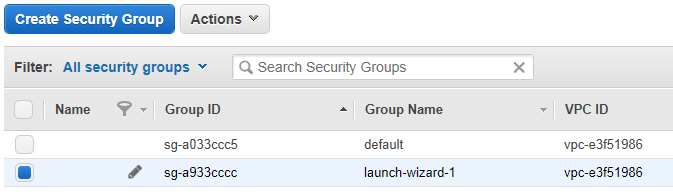 Create Security Group Actions
Filter: All security groups Search Security Groups
Name Group ID Group Name VPC ID
sg-a033ccc5 default vpc-e3f51986
sg-a933cccc launch-wizard-1 vpc-e3f51986